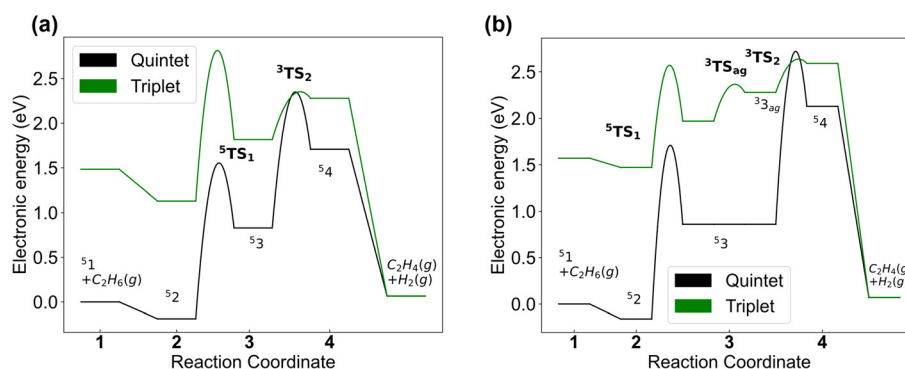 (a)
Quintet
Triplet
³TS₂
⁵TS₁
⁵4
⁵3
⁵1
+C₂H₆(g)
⁵2
C₂H₄(g)
+H₂(g)
2.5
2.0
1.5
1.0
0.5
0.0
Electronic energy (eV)
1 2 3 4
Reaction Coordinate
(b)
³TS₂
³TSₐg
⁵TS₁
³3ₐg
⁵4
⁵3
⁵1
+C₂H₆(g)
⁵2
C₂H₄(g)
+H₂(g)
Quintet
Triplet
2.5
2.0
1.5
1.0
0.5
0.0
Electronic energy (eV)
1 2 3 4
Reaction Coordinate